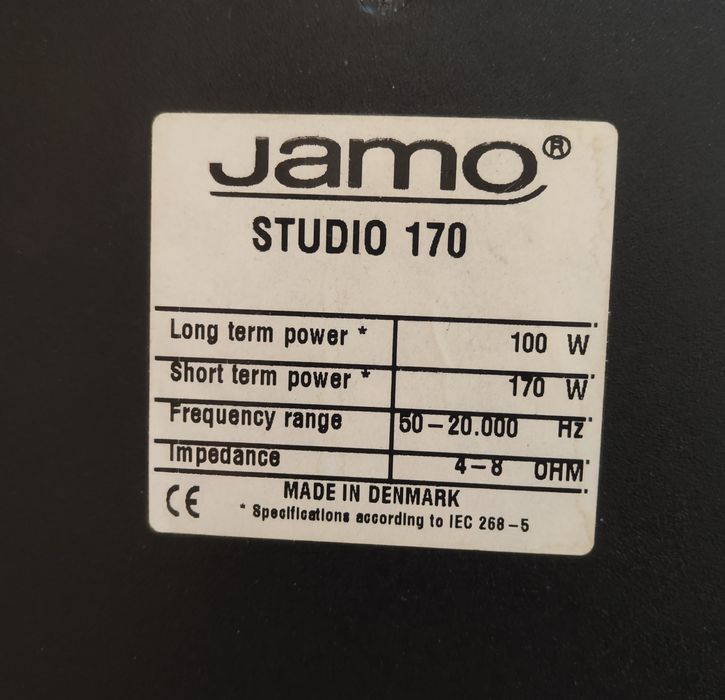 Jamo®
STUDIO 170
Long term power * 100 W
Short term power * 170 W
Frequency range 50-20.000 Hz
Impedance 4-8 OHM
MADE IN DENMARK
CE * Specifications according to IEC 268-5